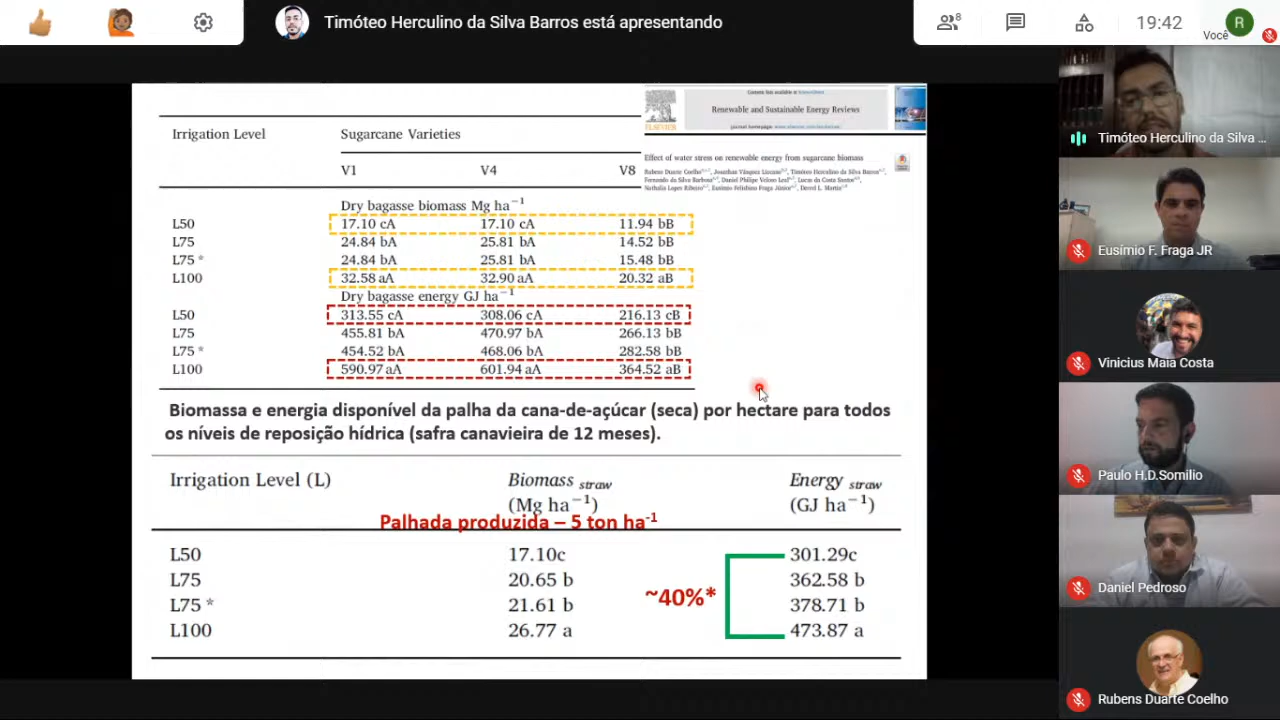 Timóteo Herculino da Silva Barros está apresentando
8
19:42
R
Você
Irrigation Level
Sugarcane Varieties
V1 V4 V8
Dry bagasse biomass Mg ha⁻¹
L50 17.10 cA 17.10 cA 11.94 bB
L75 24.84 bA 25.81 bA 14.52 bB
L75 * 24.84 bA 25.81 bA 15.48 bB
L100 32.58 aA 32.90 aA 20.32 aB
Dry bagasse energy GJ ha⁻¹
L50 313.55 cA 308.06 cA 216.13 cB
L75 455.81 bA 470.97 bA 266.13 bB
L75 * 454.52 bA 468.06 bA 282.58 bB
L100 590.97 aA 601.94 aA 364.52 aB
ELSEVIER
Contents lists available at
Renewable and Sustainable Energy Reviews
journal homepage:
Effect of water stress on renewable energy from sugarcane biomass
Biomassa e energia disponível da palha da cana-de-açúcar (seca) por hectare para todos
os níveis de reposição hídrica (safra canavieira de 12 meses).
Irrigation Level (L) Biomass straw Energy straw
(Mg ha⁻¹) (GJ ha⁻¹)
Palhada produzida – 5 ton ha⁻¹
L50 17.10c 301.29c
L75 20.65 b 362.58 b
L75 * 21.61 b 378.71 b
L100 26.77 a 473.87 a
~40%*
Timóteo Herculino da Silva ...
Eusímio F. Fraga JR
Vinicius Maia Costa
Paulo H.D.Somilio
Daniel Pedroso
Rubens Duarte Coelho